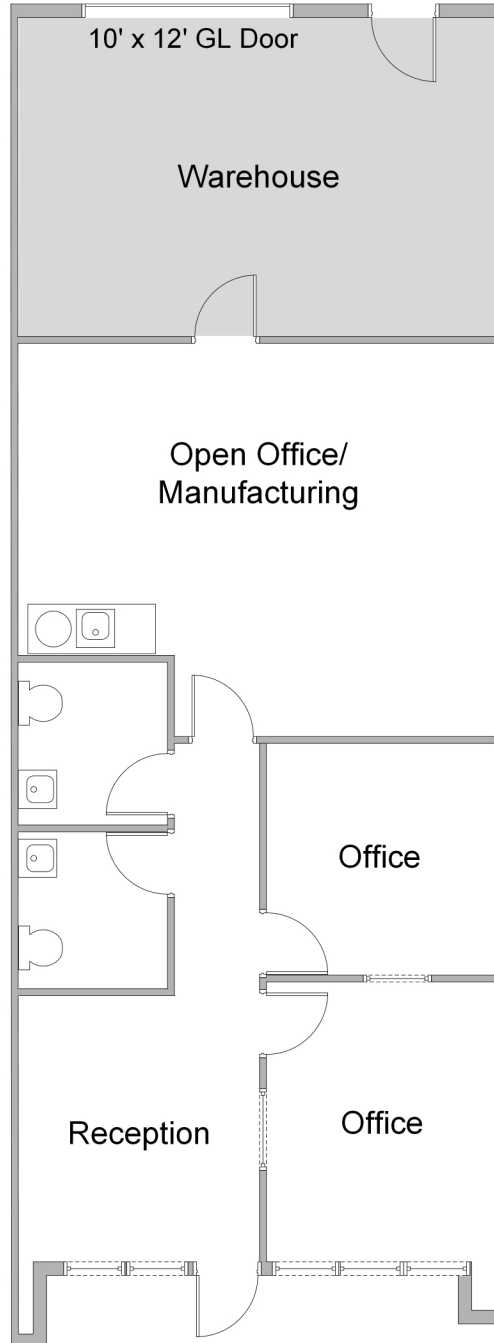 10' x 12' GL Door
Warehouse
Open Office/
Manufacturing
Office
Reception
Office